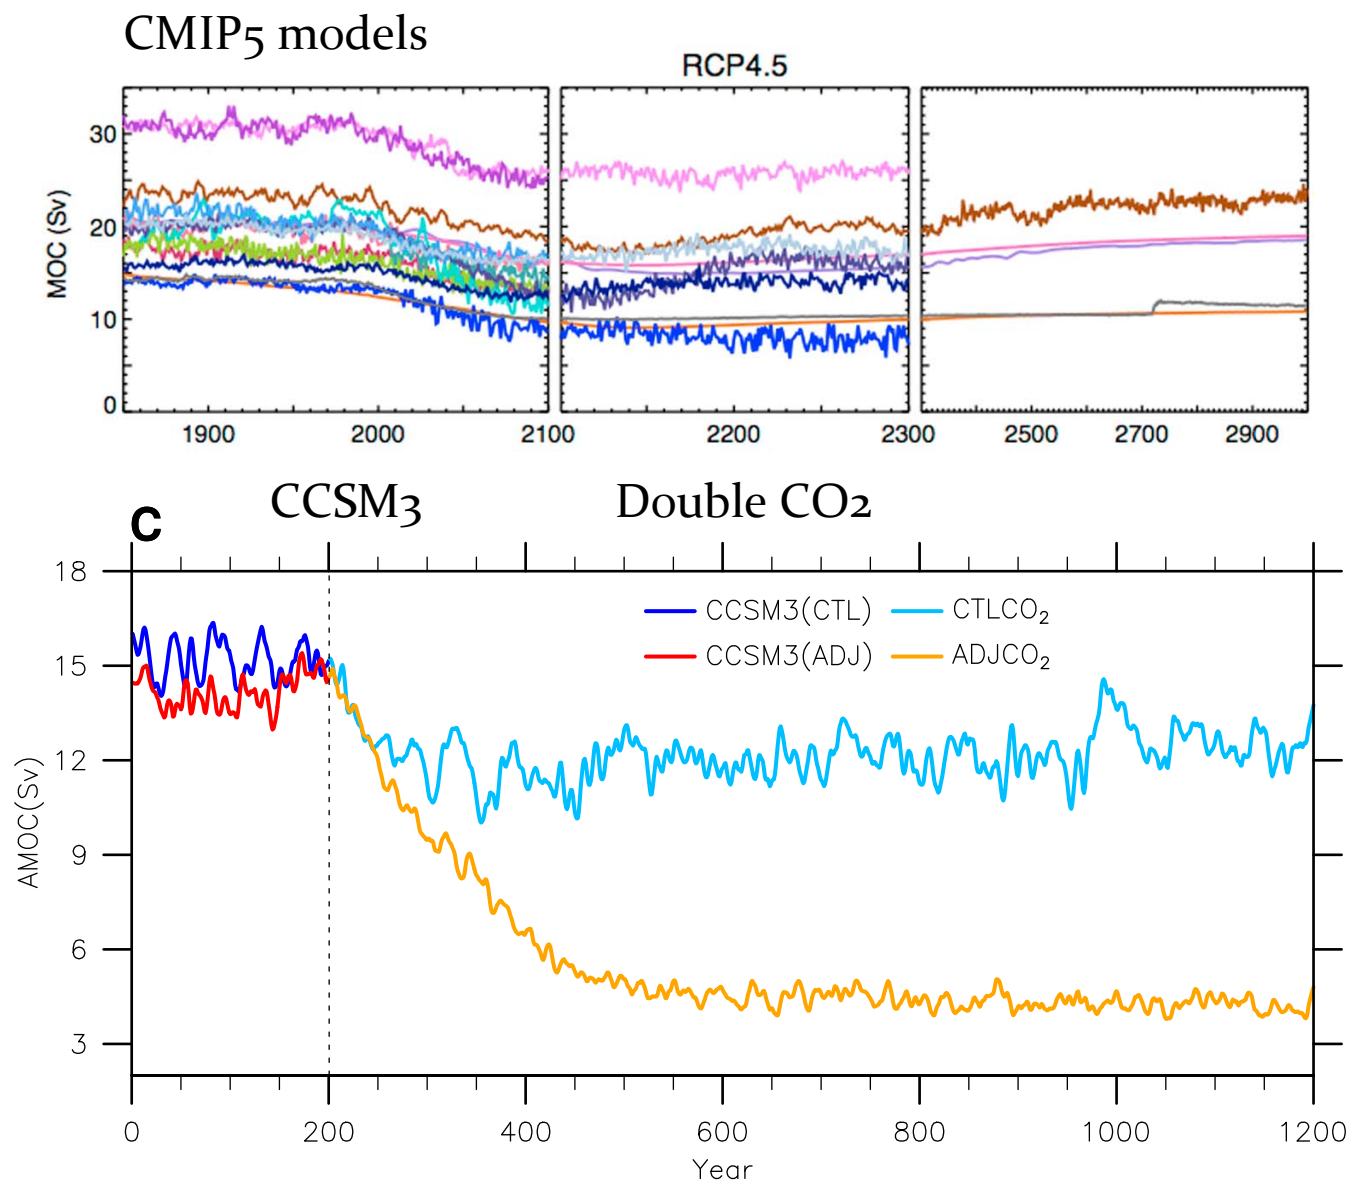 CMIP5 models
RCP4.5
MOC (Sv)
30
20
10
0
1900 2000 2100 2200 2300 2500 2700 2900
CCSM3 Double CO2
C
AMOC(Sv)
18
15
12
9
6
3
CCSM3(CTL) CTLCO₂
CCSM3(ADJ) ADJCO₂
0 200 400 600 800 1000 1200
Year